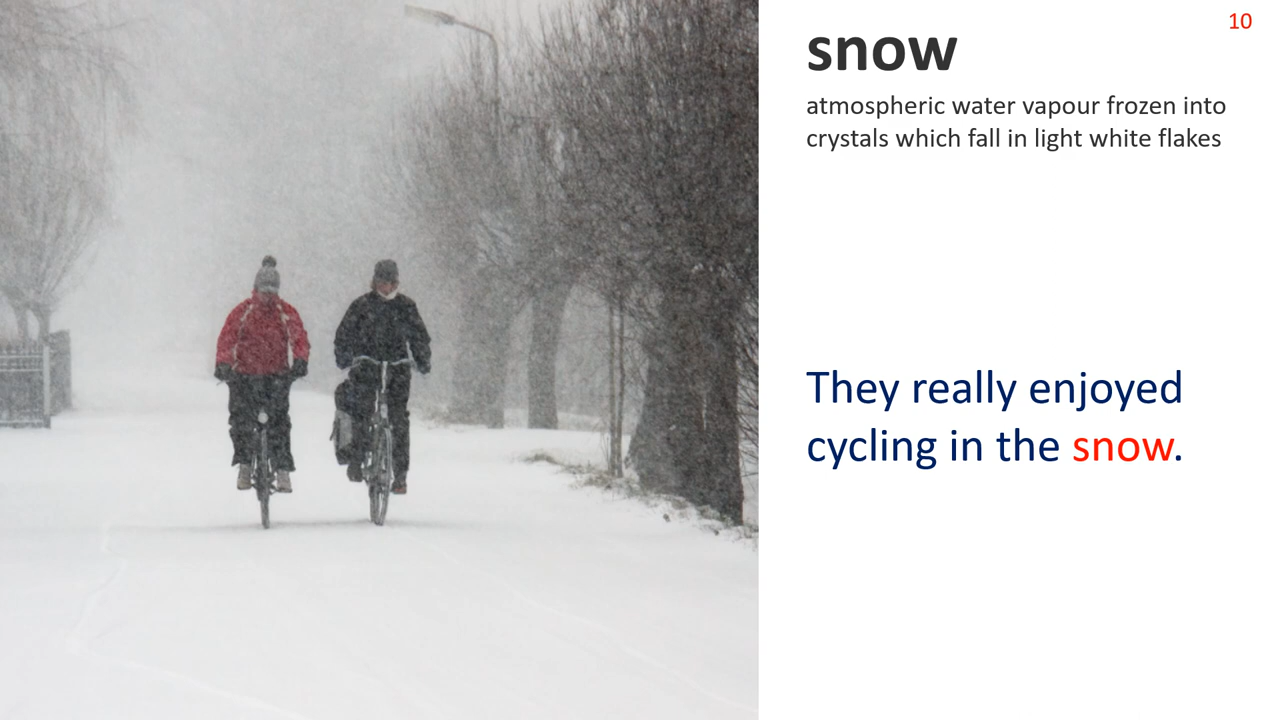 10
snow
atmospheric water vapour frozen into
crystals which fall in light white flakes
They really enjoyed
cycling in the snow.